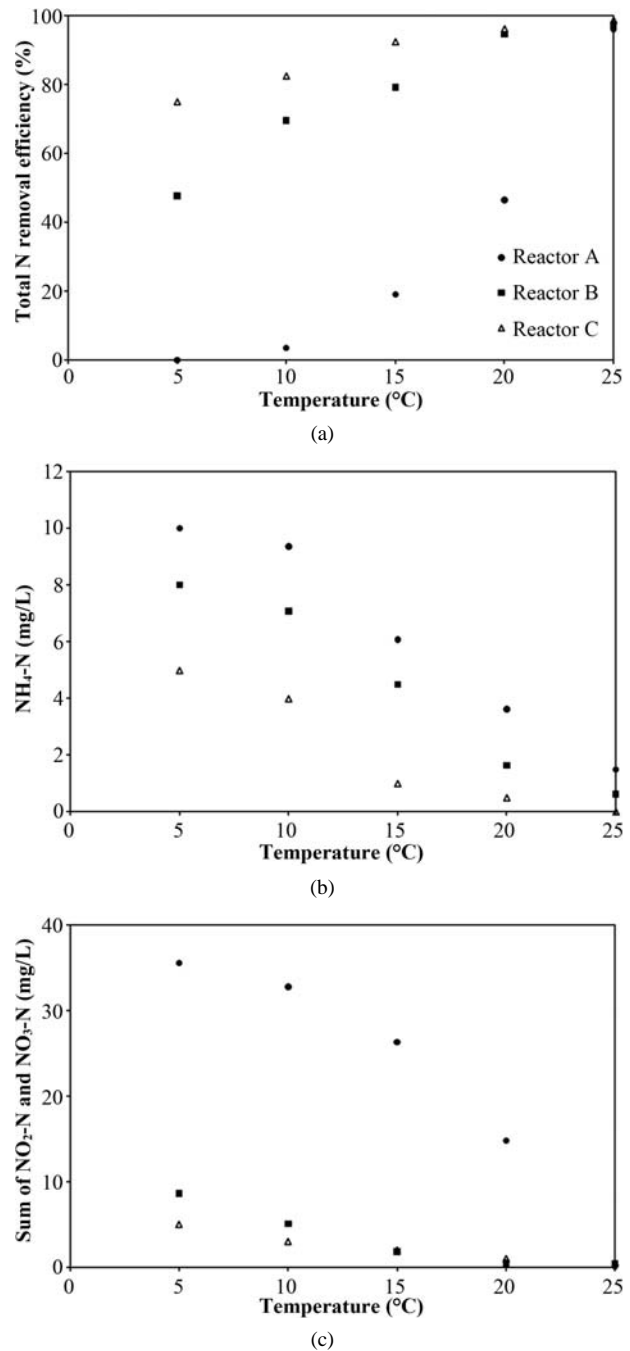 100
80
60
40
20
0
Total N removal efficiency (%)
Reactor A
Reactor B
Reactor C
0 5 10 15 20 25
Temperature (°C)
(a)
12
10
8
6
4
2
0
NH₄-N (mg/L)
0 5 10 15 20 25
Temperature (°C)
(b)
40
30
20
10
0
Sum of NO₂-N and NO₃-N (mg/L)
0 5 10 15 20 25
Temperature (°C)
(c)